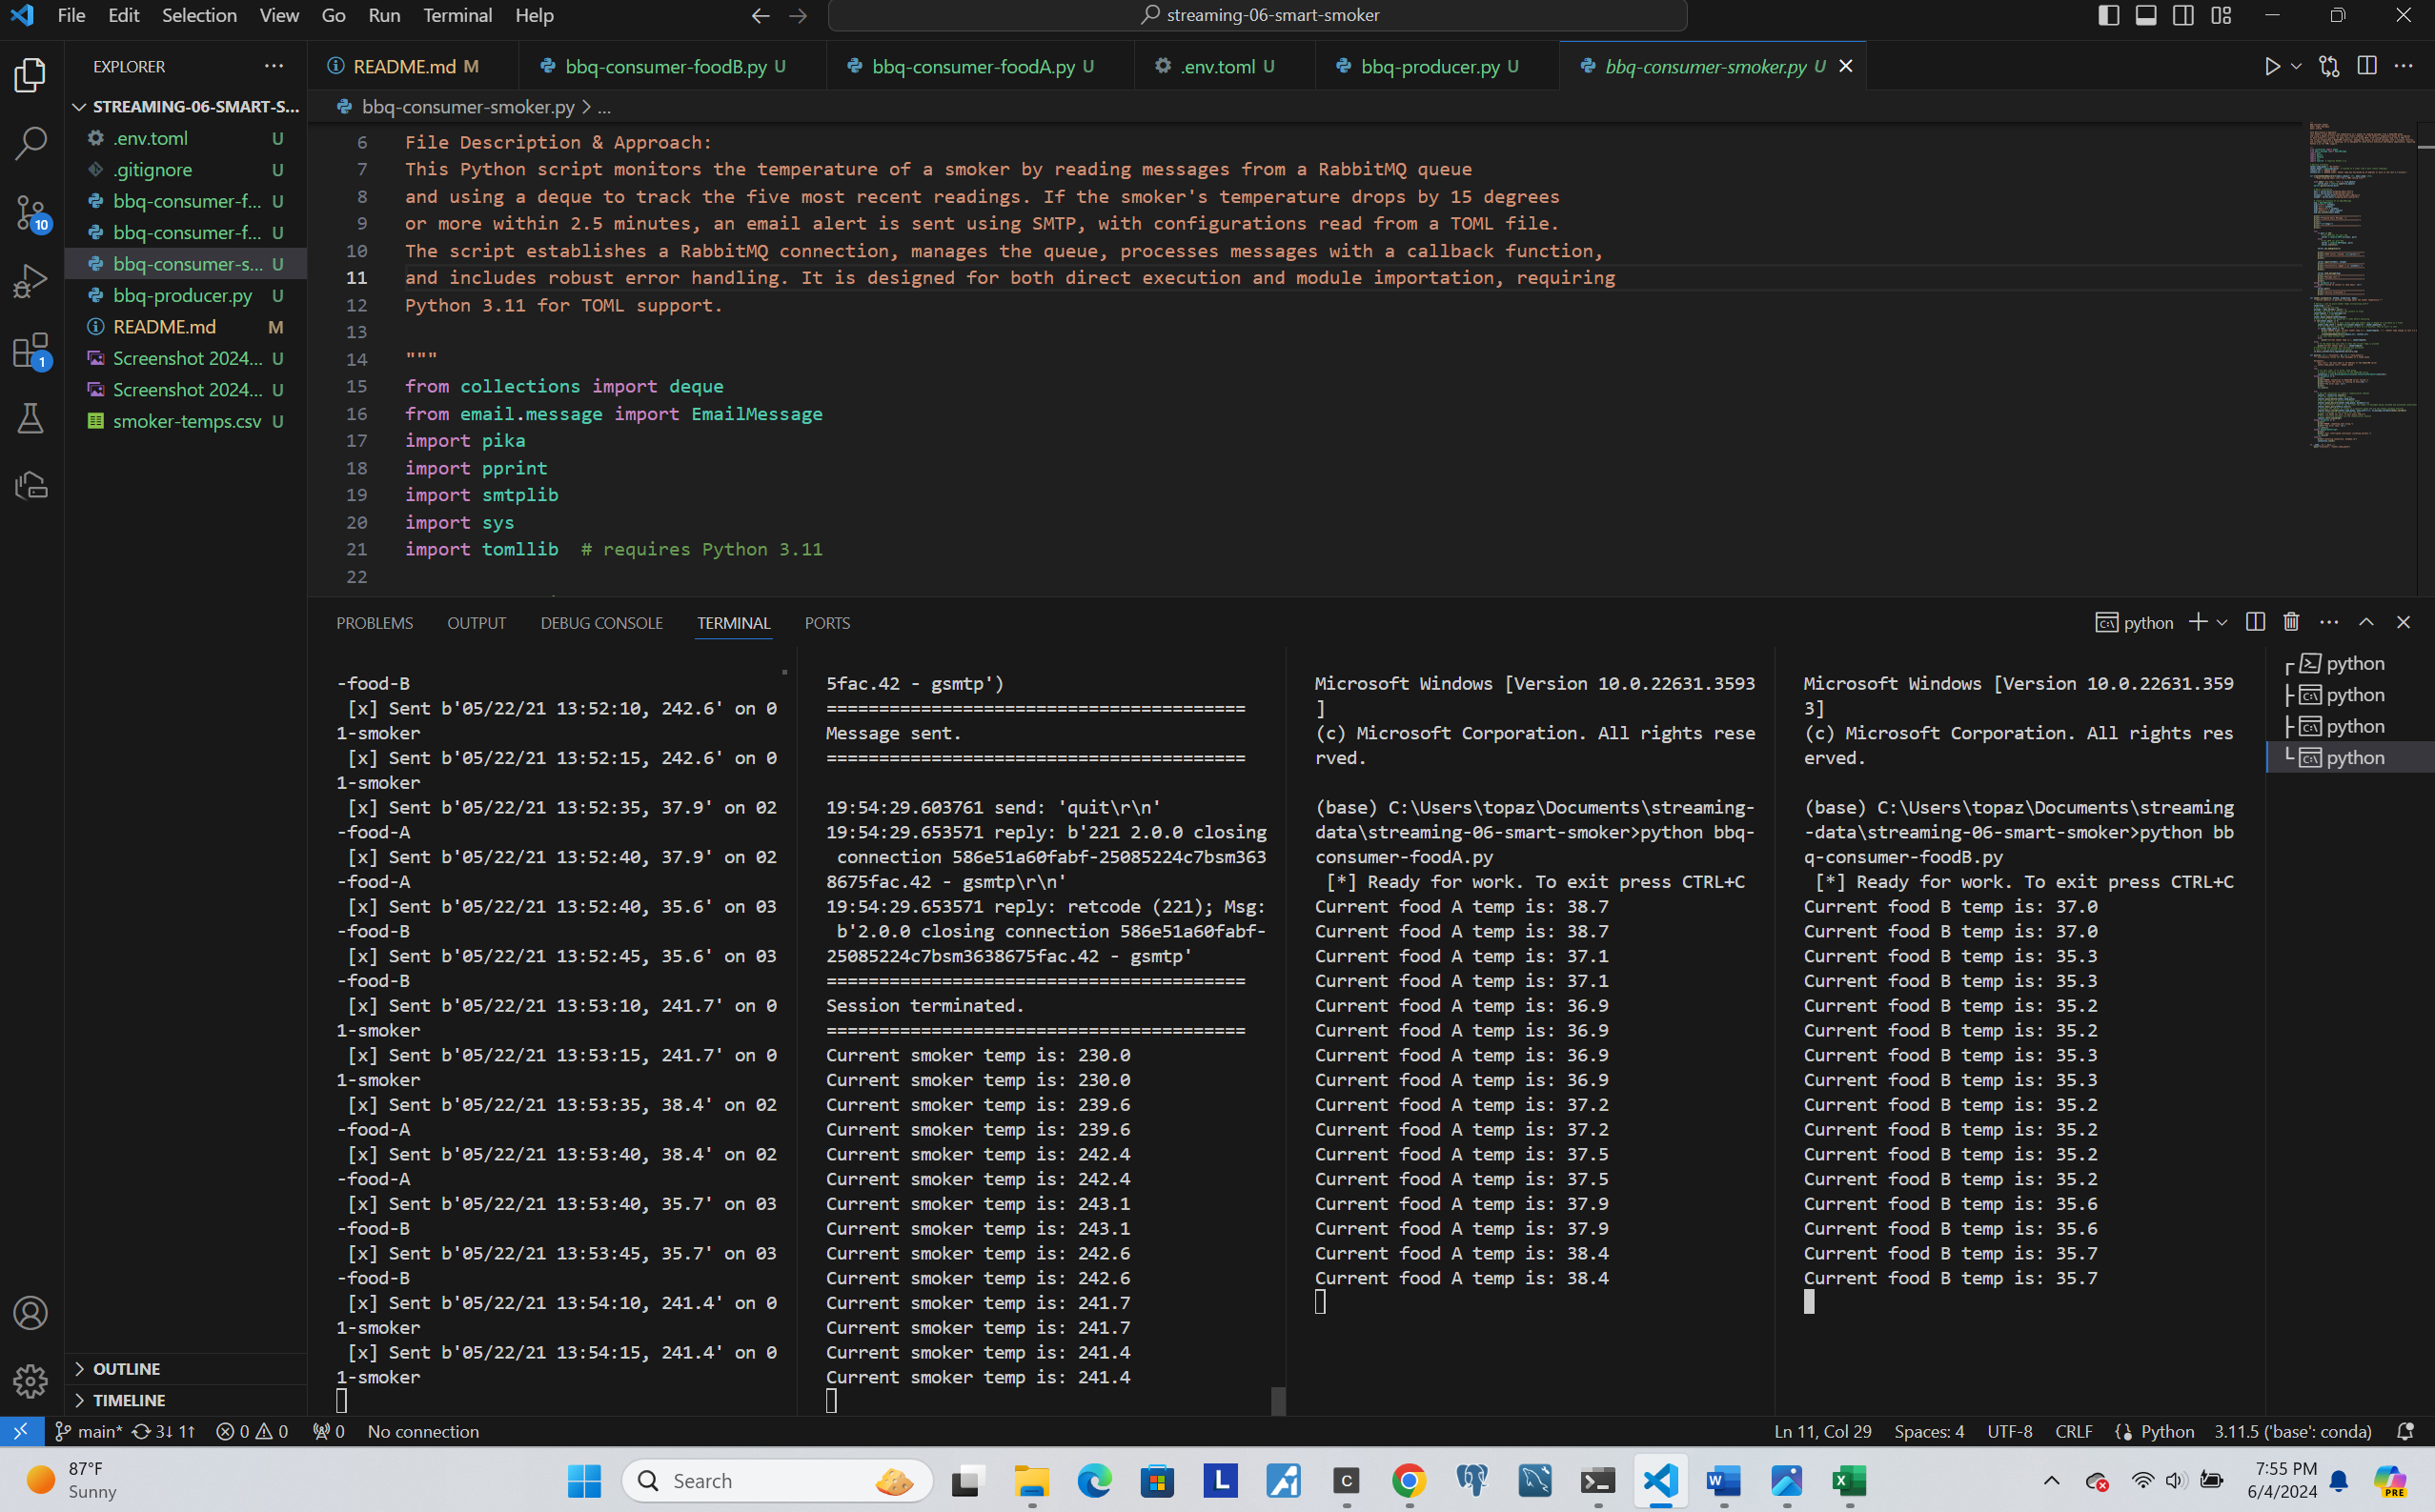 File Edit Selection View Go Run Terminal Help
streaming-06-smart-smoker
EXPLORER
STREAMING-06-SMART-S...
.env.toml U
.gitignore U
bbq-consumer-f... U
bbq-consumer-f... U
bbq-consumer-s... U
bbq-producer.py U
README.md M
Screenshot 2024... U
Screenshot 2024... U
smoker-temps.csv U
OUTLINE
TIMELINE
10
1
README.md M bbq-consumer-foodB.py U bbq-consumer-foodA.py U .env.toml U bbq-producer.py U bbq-consumer-smoker.py U
bbq-consumer-smoker.py > ...
6 File Description & Approach:
7 This Python script monitors the temperature of a smoker by reading messages from a RabbitMQ queue
8 and using a deque to track the five most recent readings. If the smoker's temperature drops by 15 degrees
9 or more within 2.5 minutes, an email alert is sent using SMTP, with configurations read from a TOML file.
10 The script establishes a RabbitMQ connection, manages the queue, processes messages with a callback function,
11 and includes robust error handling. It is designed for both direct execution and module importation, requiring
12 Python 3.11 for TOML support.
13
14 """
15 from collections import deque
16 from email.message import EmailMessage
17 import pika
18 import pprint
19 import smtplib
20 import sys
21 import tomllib # requires Python 3.11
22
PROBLEMS OUTPUT DEBUG CONSOLE TERMINAL PORTS
python
-food-B
[x] Sent b'05/22/21 13:52:10, 242.6' on 0
1-smoker
[x] Sent b'05/22/21 13:52:15, 242.6' on 0
1-smoker
[x] Sent b'05/22/21 13:52:35, 37.9' on 02
-food-A
[x] Sent b'05/22/21 13:52:40, 37.9' on 02
-food-A
[x] Sent b'05/22/21 13:52:40, 35.6' on 03
-food-B
[x] Sent b'05/22/21 13:52:45, 35.6' on 03
-food-B
[x] Sent b'05/22/21 13:53:10, 241.7' on 0
1-smoker
[x] Sent b'05/22/21 13:53:15, 241.7' on 0
1-smoker
[x] Sent b'05/22/21 13:53:35, 38.4' on 02
-food-A
[x] Sent b'05/22/21 13:53:40, 38.4' on 02
-food-A
[x] Sent b'05/22/21 13:53:40, 35.7' on 03
-food-B
[x] Sent b'05/22/21 13:53:45, 35.7' on 03
-food-B
[x] Sent b'05/22/21 13:54:10, 241.4' on 0
1-smoker
[x] Sent b'05/22/21 13:54:15, 241.4' on 0
1-smoker
5fac.42 - gsmtp')
========================================
Message sent.
========================================
19:54:29.603761 send: 'quit\r\n'
19:54:29.653571 reply: b'221 2.0.0 closing
connection 586e51a60fabf-25085224c7bsm363
8675fac.42 - gsmtp\r\n'
19:54:29.653571 reply: retcode (221); Msg:
b'2.0.0 closing connection 586e51a60fabf-
25085224c7bsm3638675fac.42 - gsmtp'
========================================
Session terminated.
========================================
Current smoker temp is: 230.0
Current smoker temp is: 230.0
Current smoker temp is: 239.6
Current smoker temp is: 239.6
Current smoker temp is: 242.4
Current smoker temp is: 242.4
Current smoker temp is: 243.1
Current smoker temp is: 243.1
Current smoker temp is: 242.6
Current smoker temp is: 242.6
Current smoker temp is: 241.7
Current smoker temp is: 241.7
Current smoker temp is: 241.4
Current smoker temp is: 241.4
Microsoft Windows [Version 10.0.22631.3593
]
(c) Microsoft Corporation. All rights rese
rved.
(base) C:\Users\topaz\Documents\streaming-
data\streaming-06-smart-smoker>python bbq-
consumer-foodA.py
[*] Ready for work. To exit press CTRL+C
Current food A temp is: 38.7
Current food A temp is: 38.7
Current food A temp is: 37.1
Current food A temp is: 37.1
Current food A temp is: 36.9
Current food A temp is: 36.9
Current food A temp is: 36.9
Current food A temp is: 36.9
Current food A temp is: 37.2
Current food A temp is: 37.2
Current food A temp is: 37.5
Current food A temp is: 37.5
Current food A temp is: 37.9
Current food A temp is: 37.9
Current food A temp is: 38.4
Current food A temp is: 38.4
Microsoft Windows [Version 10.0.22631.359
3]
(c) Microsoft Corporation. All rights res
erved.
(base) C:\Users\topaz\Documents\streaming
-data\streaming-06-smart-smoker>python bb
q-consumer-foodB.py
[*] Ready for work. To exit press CTRL+C
Current food B temp is: 37.0
Current food B temp is: 37.0
Current food B temp is: 35.3
Current food B temp is: 35.3
Current food B temp is: 35.2
Current food B temp is: 35.2
Current food B temp is: 35.3
Current food B temp is: 35.3
Current food B temp is: 35.2
Current food B temp is: 35.2
Current food B temp is: 35.2
Current food B temp is: 35.2
Current food B temp is: 35.6
Current food B temp is: 35.6
Current food B temp is: 35.7
Current food B temp is: 35.7
python
python
python
python
main* 3↓ 1↑ 0 0 0 No connection Ln 11, Col 29 Spaces: 4 UTF-8 CRLF Python 3.11.5 ('base': conda)
87°F
Sunny
Search
7:55 PM
6/4/2024
PRE